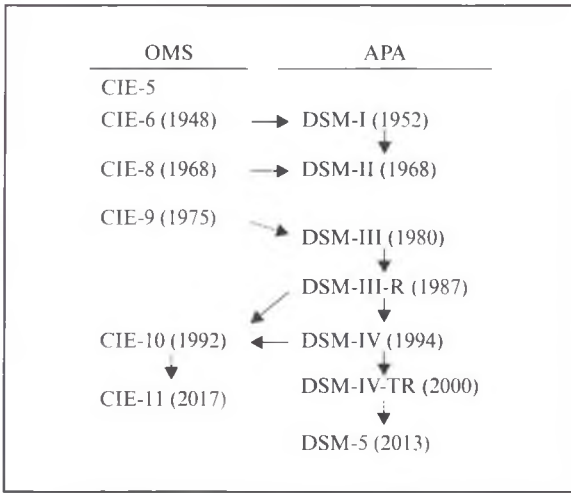 OMS APA
CIE-5
CIE-6 (1948) DSM-I (1952)
CIE-8 (1968) DSM-II (1968)
CIE-9 (1975)
DSM-III (1980)
DSM-III-R (1987)
CIE-10 (1992) DSM-IV (1994)
DSM-IV-TR (2000)
CIE-11 (2017)
DSM-5 (2013)